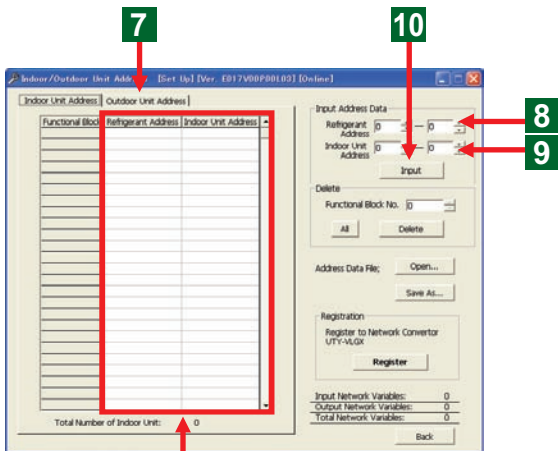 7
10
Indoor/Outdoor Unit Address [Set Up] [Ver. E017V00P00L03] [Online]
Indoor Unit Address
Outdoor Unit Address
Functional Block
Refrigerant Address
Indoor Unit Address
Input Address Data
Refrigerant Address
0 — 0
8
Indoor Unit Address
0 — 0
9
Input
Delete
Functional Block No. 0
All
Delete
Address Data File;
Open...
Save As...
Registration
Register to Network Convertor
UTY-VLGX
Register
Input Network Variables: 0
Output Network Variables: 0
Total Network Variables: 0
Total Number of Indoor Unit: 0
Back